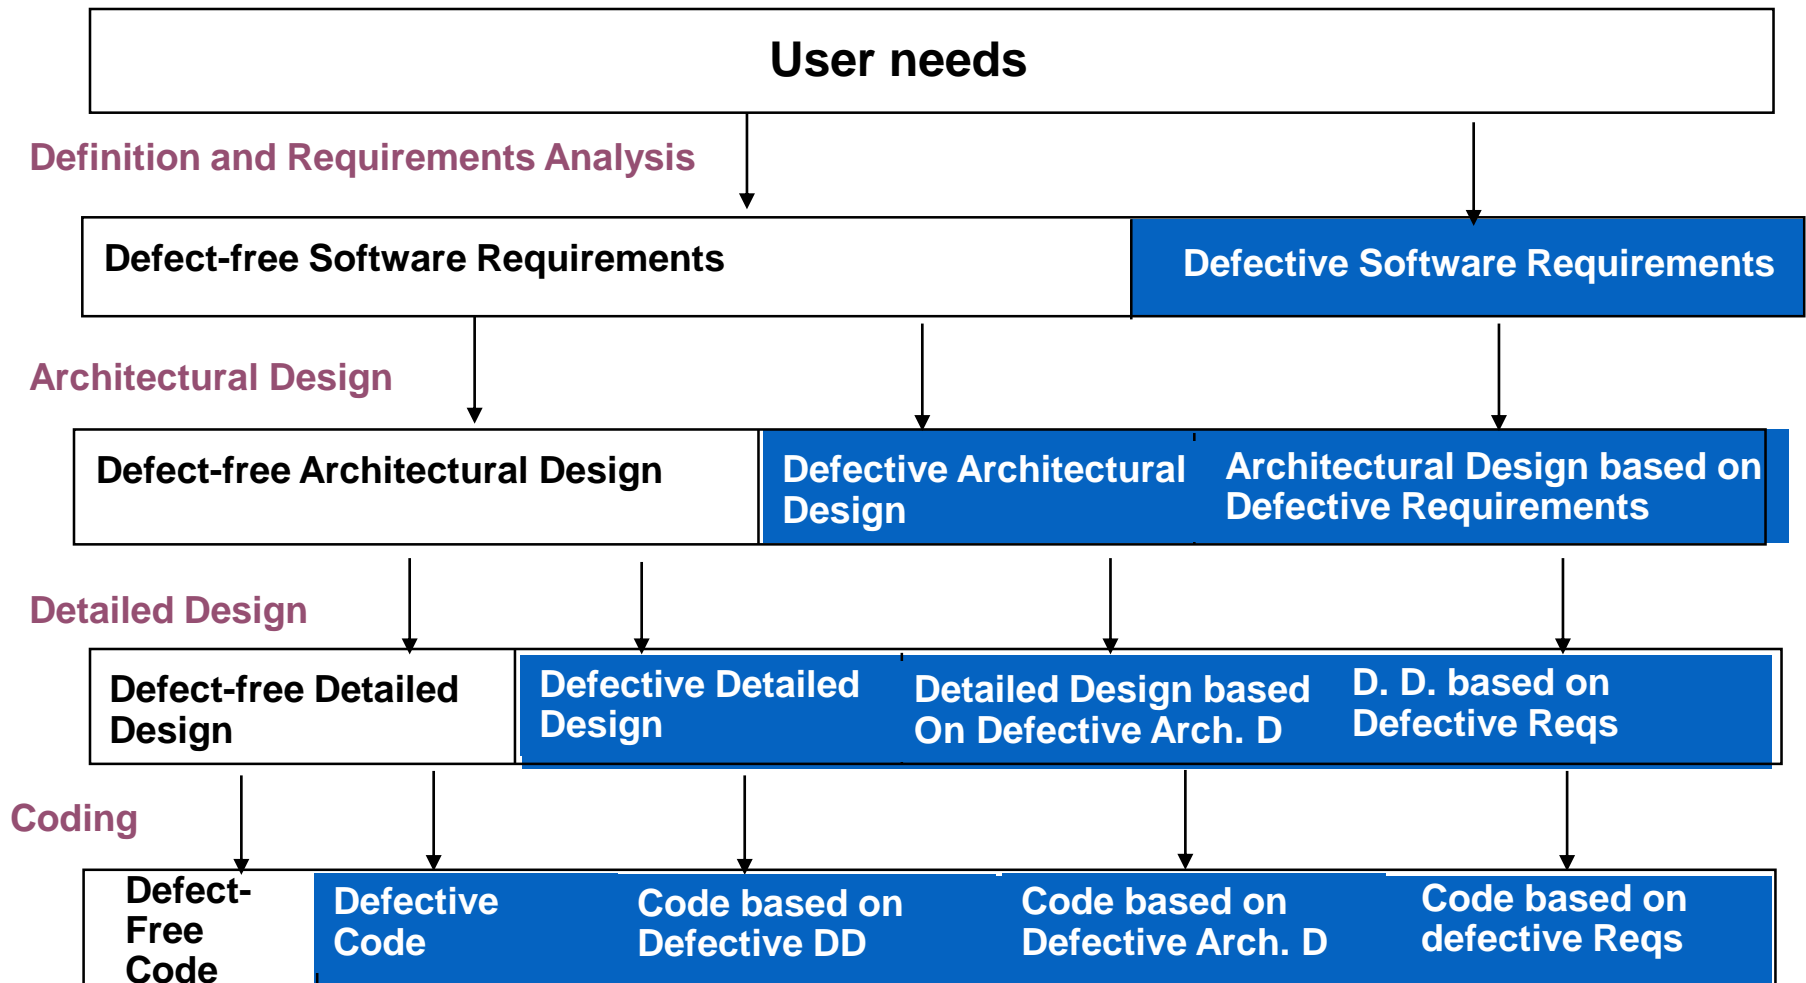 User needs
Definition and Requirements Analysis
Defect-free Software Requirements
Defective Software Requirements
Architectural Design
Defect-free Architectural Design
Defective Architectural
Design
Architectural Design based on
Defective Requirements
Detailed Design
Defect-free Detailed
Design
Defective Detailed
Design
Detailed Design based
On Defective Arch. D
D. D. based on
Defective Reqs
Coding
Defect-
Free
Code
Defective
Code
Code based on
Defective DD
Code based on
Defective Arch. D
Code based on
defective Reqs